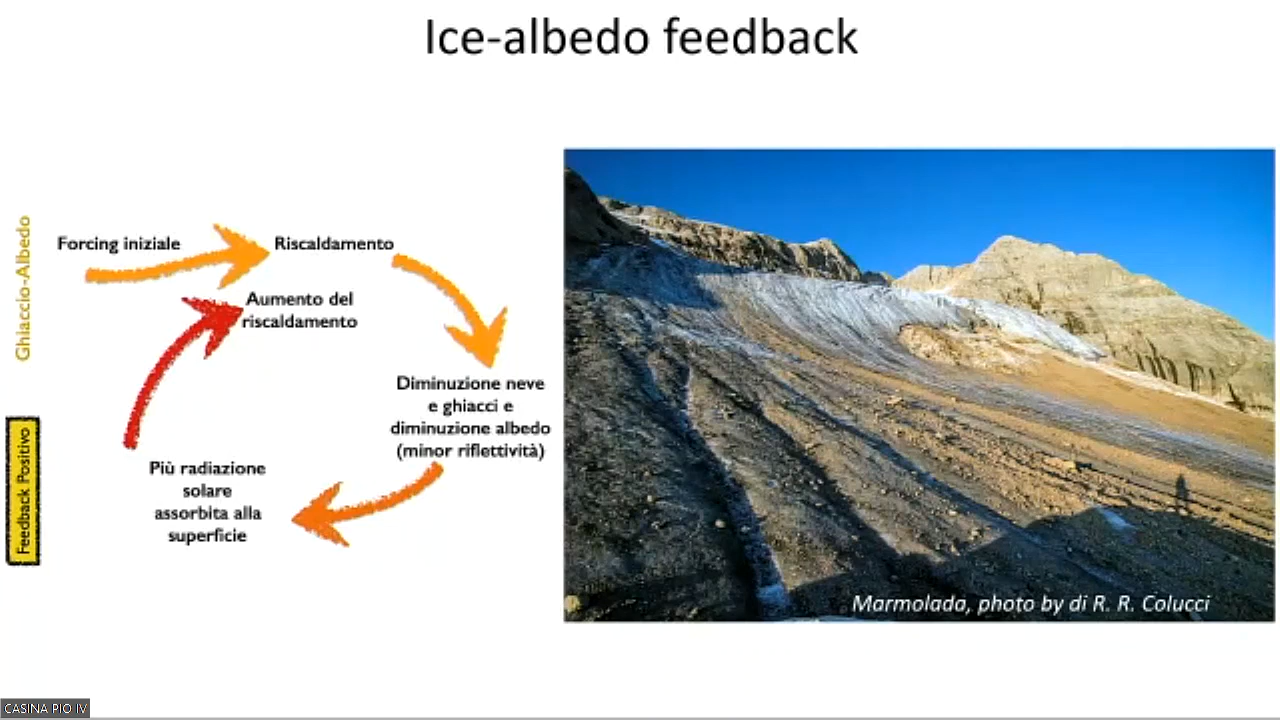 Ice-albedo feedback
Ghiaccio-Albedo
Feedback Positivo
Forcing iniziale
Riscaldamento
Aumento del
riscaldamento
Diminuzione neve
e ghiacci e
diminuzione albedo
(minor riflettività)
Più radiazione
solare
assorbita alla
superficie
Marmolada, photo by di R. R. Colucci
CASINA PIO IV